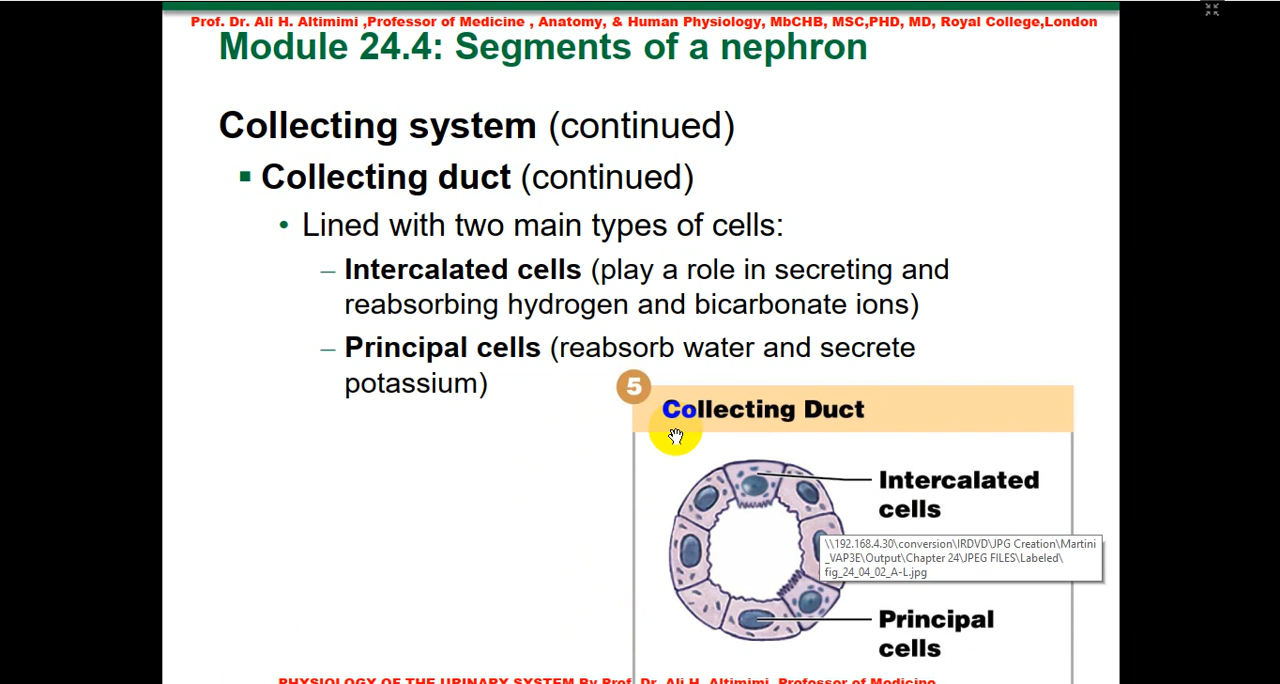 Prof. Dr. Ali H. Altimimi ,Professor of Medicine , Anatomy, & Human Physiology, MbCHB, MSC,PHD, MD, Royal College,London
Module 24.4: Segments of a nephron
Collecting system (continued)
▪ Collecting duct (continued)
• Lined with two main types of cells:
– Intercalated cells (play a role in secreting and
reabsorbing hydrogen and bicarbonate ions)
– Principal cells (reabsorb water and secrete
potassium)
5
Collecting Duct
Intercalated
cells
\\192.168.4.30\conversion\IRDVD\JPG Creation\Martini
_VAP3E\Output\Chapter 24\JPEG FILES\Labeled\
fig_24_04_02_A-L.jpg
Principal
cells
PHYSIOLOGY OF THE URINARY SYSTEM By Prof. Dr. Ali H. Altimimi, Professor of Medicine